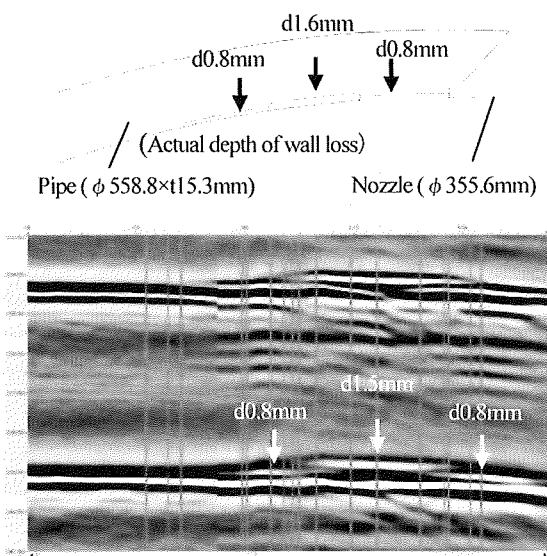 d1.6mm
d0.8mm
d0.8mm
(Actual depth of wall loss)
Pipe ( φ 558.8×t15.3mm)
Nozzle ( φ 355.6mm)
d1.5mm
d0.8mm
d0.8mm